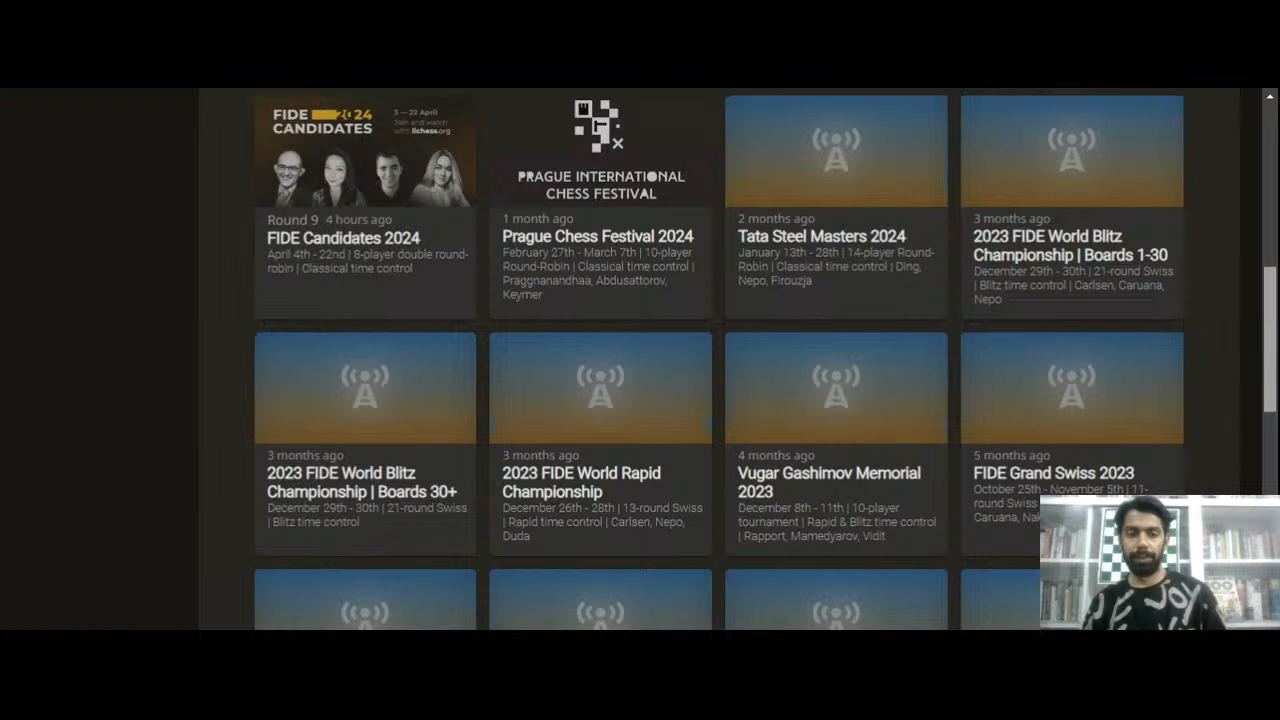 FIDE 2024
CANDIDATES
3 — 22 April
Join and watch
with lichess.org
Round 9 4 hours ago
FIDE Candidates 2024
April 4th - 22nd | 8-player double round-
robin | Classical time control
PRAGUE INTERNATIONAL
CHESS FESTIVAL
1 month ago
Prague Chess Festival 2024
February 27th - March 7th | 10-player
Round-Robin | Classical time control |
Praggnanandhaa, Abdusattorov,
Keymer
2 months ago
Tata Steel Masters 2024
January 13th - 28th | 14-player Round-
Robin | Classical time control | Ding,
Nepo, Firouzja
3 months ago
2023 FIDE World Blitz
Championship | Boards 1-30
December 29th - 30th | 21-round Swiss
| Blitz time control | Carlsen, Caruana,
Nepo
3 months ago
2023 FIDE World Blitz
Championship | Boards 30+
December 29th - 30th | 21-round Swiss
| Blitz time control
3 months ago
2023 FIDE World Rapid
Championship
December 26th - 28th | 13-round Swiss
| Rapid time control | Carlsen, Nepo,
Duda
4 months ago
Vugar Gashimov Memorial
2023
December 8th - 11th | 10-player
tournament | Rapid & Blitz time control
| Rapport, Mamedyarov, Vidit
5 months ago
FIDE Grand Swiss 2023
October 25th - November 5th | 11-
round Swiss
Caruana,
JOY